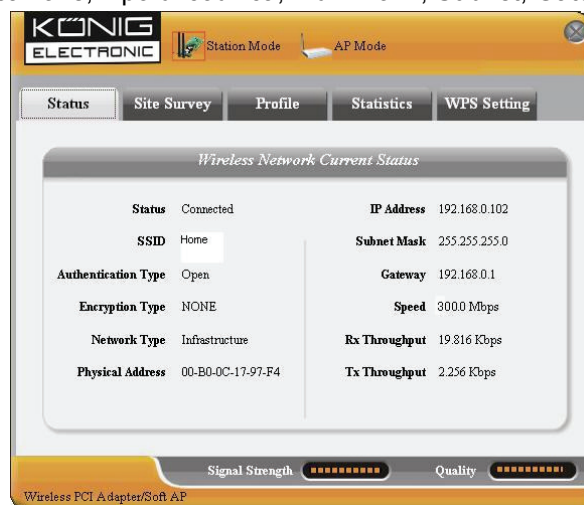 KÖNIG
ELECTRONIC
Station Mode
AP Mode
Status
Site Survey
Profile
Statistics
WPS Setting
Wireless Network Current Status
Status Connected
SSID Home
Authentication Type Open
Encryption Type NONE
Network Type Infrastructure
Physical Address 00-B0-0C-17-97-F4
IP Address 192.168.0.102
Subnet Mask 255.255.255.0
Gateway 192.168.0.1
Speed 300.0 Mbps
Rx Throughput 19.816 Kbps
Tx Throughput 2.256 Kbps
Signal Strength
Quality
Wireless PCI Adapter/Soft AP